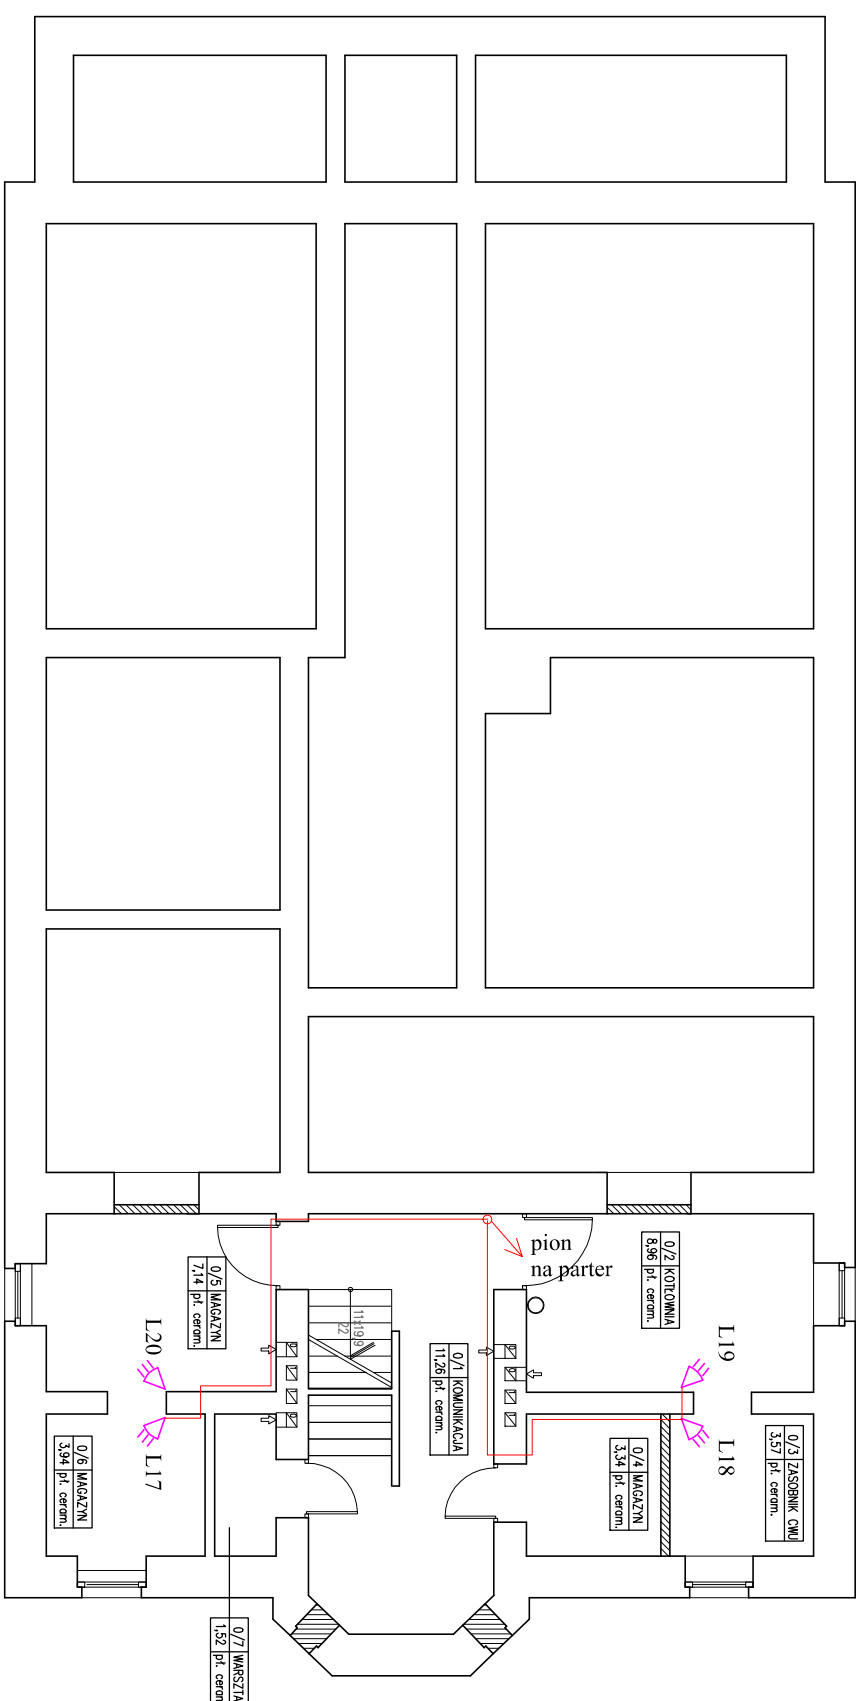 pion
na parter
0/2 KOTŁOWNIA
8,96 pł. ceram.
0/5 MAGAZYN
7,14 pł. ceram.
11x19,9
22
L19
L20
0/1 KOMUNIKACJA
11,26 pł. ceram.
L18
L17
0/3 ZASOBNIK CWU
3,57 pł. ceram.
0/4 MAGAZYN
3,34 pł. ceram.
0/6 MAGAZYN
3,94 pł. ceram.
0/7 WARSZTA
1,52 pł. ceram